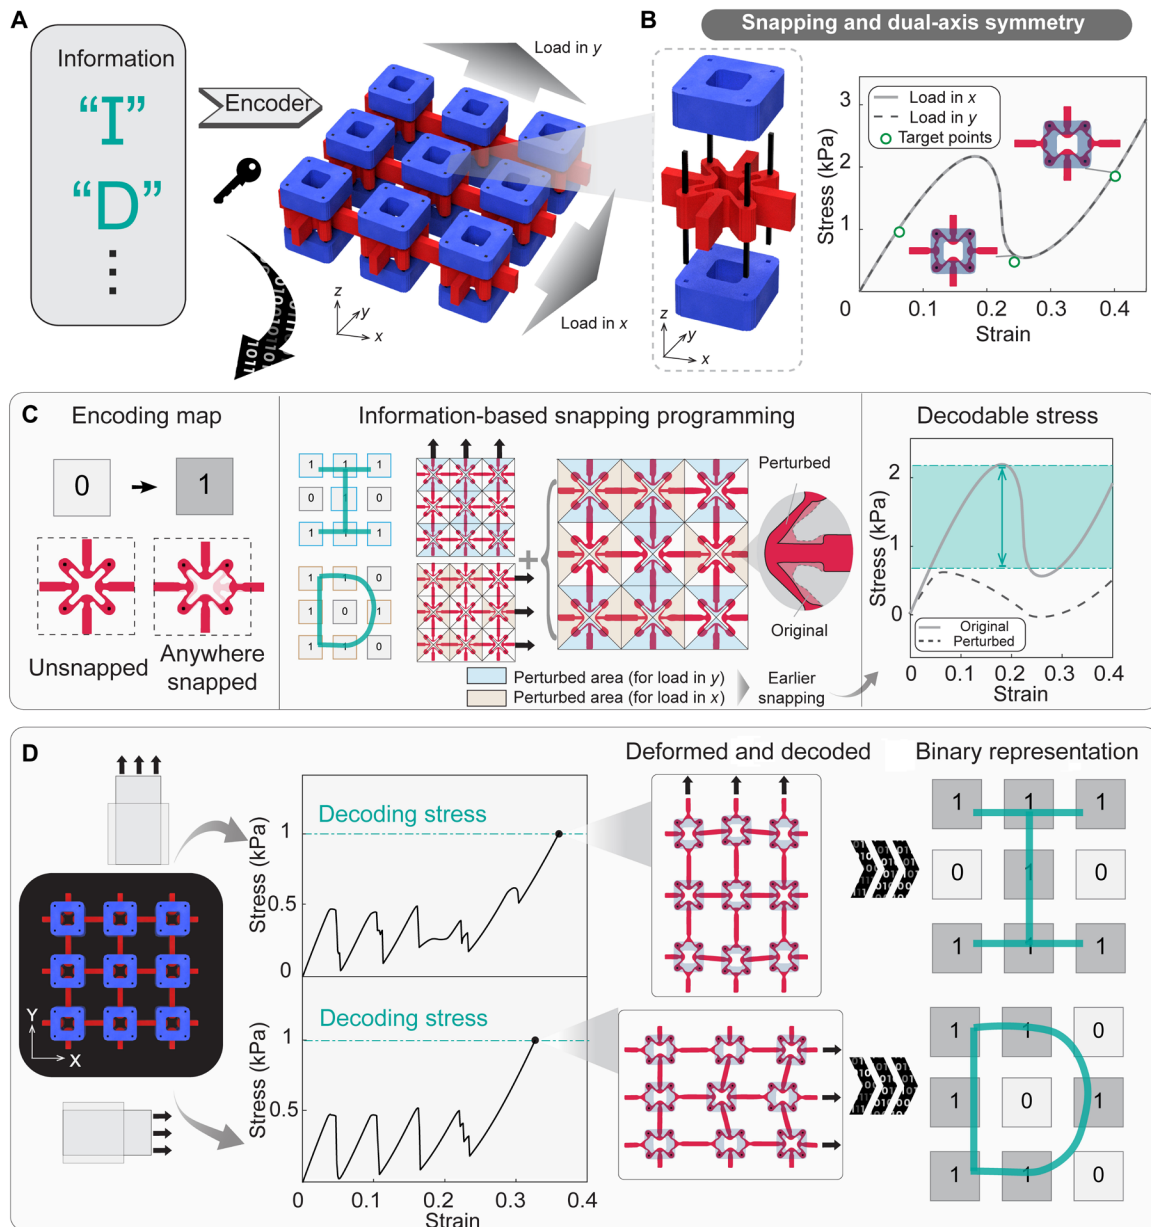 A
Information
“I”
“D”
Encoder
Load in y
Load in x
z
y
x
B
Snapping and dual-axis symmetry
z
y
x
Stress (kPa)
3
2
1
0
0.1
0.2
0.3
0.4
Strain
Load in x
Load in y
Target points
C
Encoding map
0
1
Unsnapped
Anywhere
snapped
Information-based snapping programming
1 1 1
0 1 0
1 1 1
1 1 0
1 0 1
1 1 0
+
Perturbed
Original
Perturbed area (for load in y)
Perturbed area (for load in x)
Earlier
snapping
Decodable stress
Stress (kPa)
2
1
0
Original
Perturbed
0 0.1 0.2 0.3 0.4
Strain
D
Y
X
Decoding stress
Stress (kPa)
1
0.5
0
Decoding stress
Stress (kPa)
1
0.5
0 0.1 0.2 0.3 0.4
Strain
Deformed and decoded
Binary representation
1 1 1
0 1 0
1 1 1
1 1 0
1 0 1
1 1 0